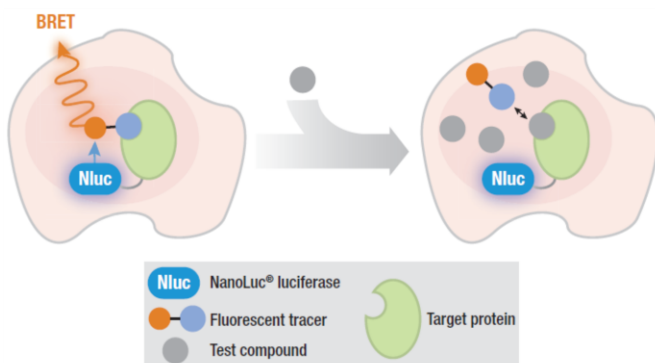 BRET
Nluc
Nluc
Nluc NanoLuc® luciferase
Fluorescent tracer
Test compound
Target protein